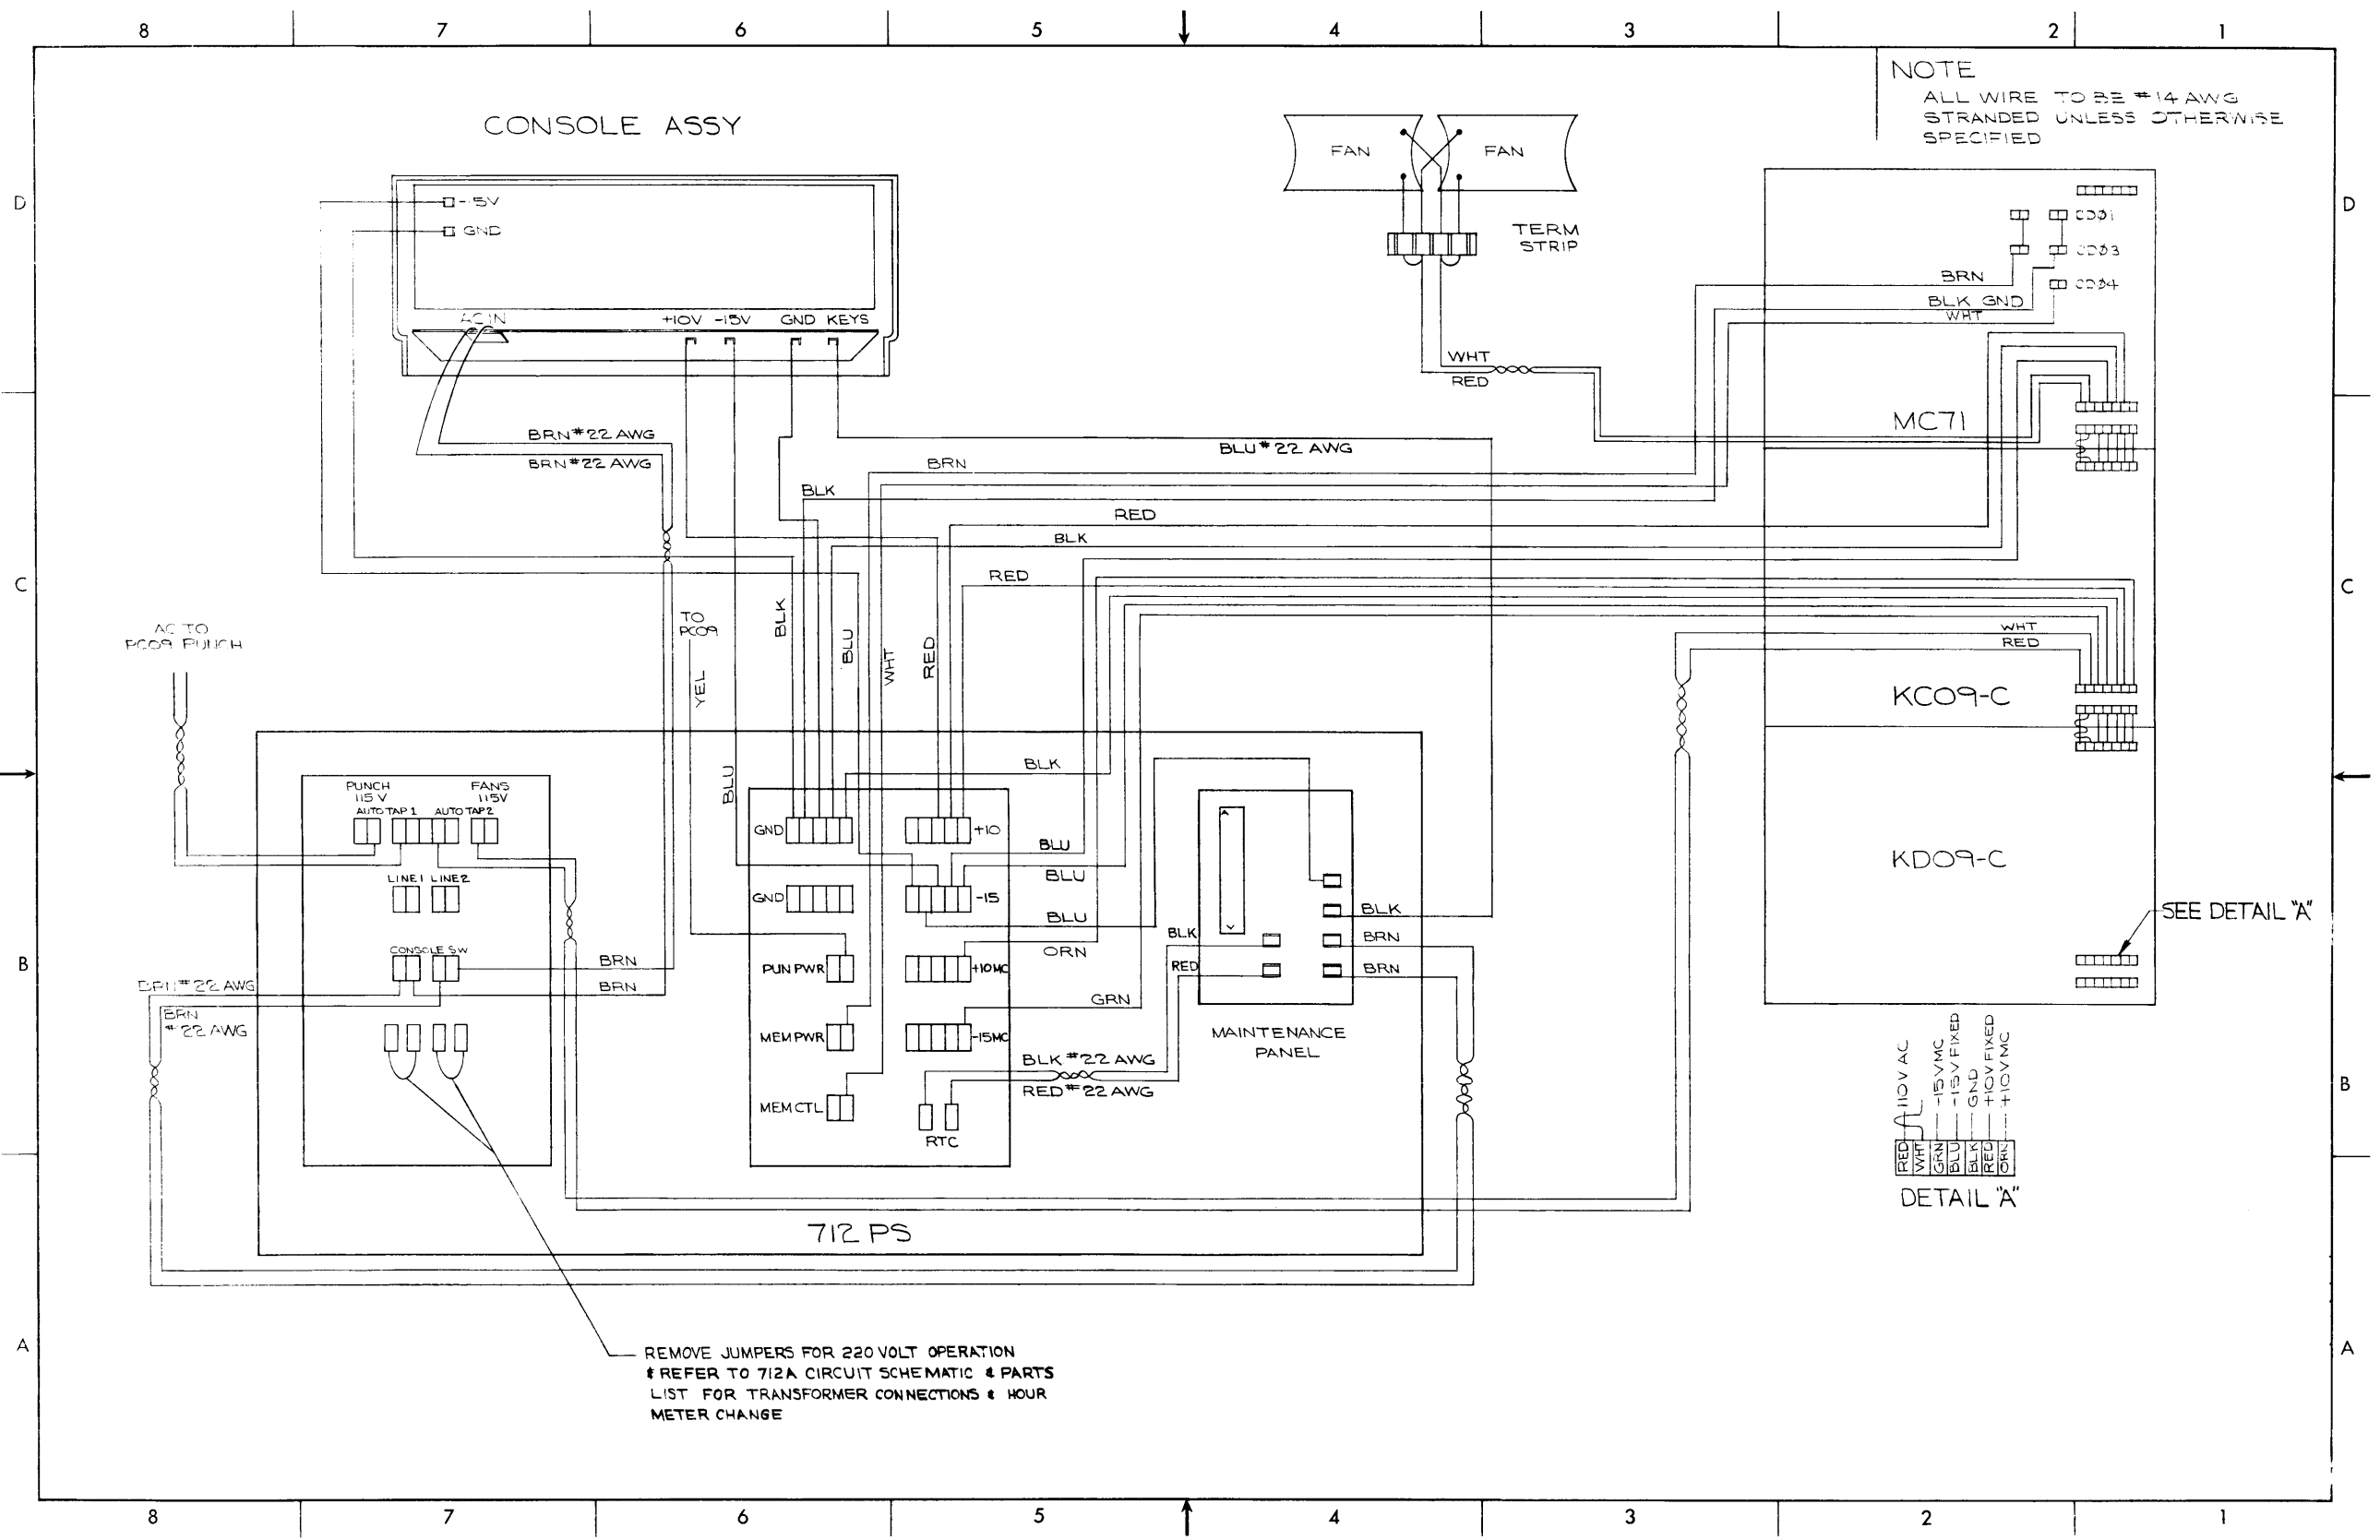 8 7 6 5 4 3 2 1
NOTE
ALL WIRE TO BE #14 AWG
STRANDED UNLESS OTHERWISE
SPECIFIED
CONSOLE ASSY
FAN FAN
D
D
-15V
GND
TERM
STRIP
CDØ1
CDØ3
CDØ4
BRN
BLK GND
WHT
AC IN +10V -15V GND KEYS
WHT
RED
MC71
BRN #22 AWG
BRN #22 AWG
BLU #22 AWG
BRN
BLK
RED
BLK
RED
C
C
AC TO
PC09 PUNCH
TO
PC09
YEL
BLK
BLU
WHT
RED
BLU
WHT
RED
KC09-C
BLK
PUNCH
115 V
FANS
115V
AUTO TAP 1 AUTO TAP 2
GND
+10
BLU
BLU
KD09-C
LINE1 LINE2
GND
-15
BLU
BLK
SEE DETAIL "A"
BLK
BRN
ORN
B
CONSOLE SW
BRN
PUN PWR
+10MC
RED
BRN
BRN #22 AWG
BRN
GRN
BRN
#22 AWG
MEM PWR
-15MC
MAINTENANCE
PANEL
BLK #22 AWG
RED #22 AWG
MEM CTL
RTC
B
110V AC
-15V MC
-15V FIXED
GND
+10V FIXED
+10V MC
RED
WHT
GRN
BLU
BLK
RED
ORN
DETAIL "A"
712 PS
A
A
REMOVE JUMPERS FOR 220 VOLT OPERATION
& REFER TO 712A CIRCUIT SCHEMATIC & PARTS
LIST FOR TRANSFORMER CONNECTIONS & HOUR
METER CHANGE
8 7 6 5 4 3 2 1